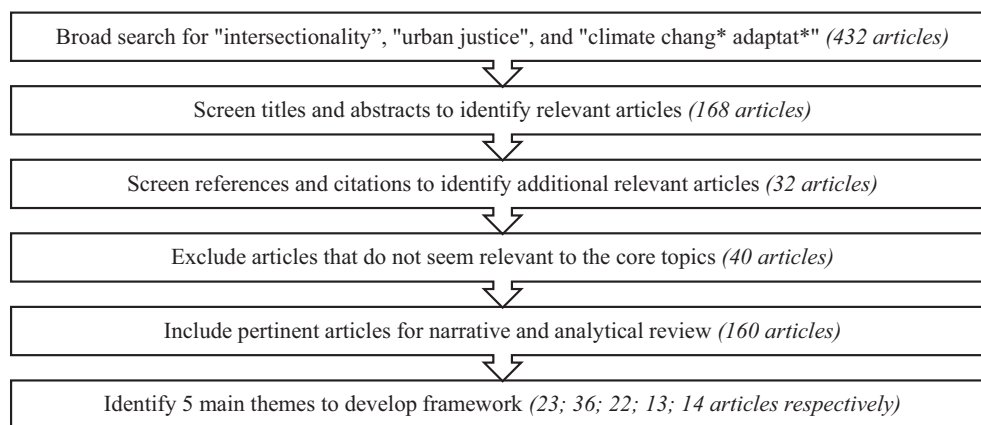 Broad search for "intersectionality”, "urban justice", and "climate chang* adaptat*" (432 articles)
Screen titles and abstracts to identify relevant articles (168 articles)
Screen references and citations to identify additional relevant articles (32 articles)
Exclude articles that do not seem relevant to the core topics (40 articles)
Include pertinent articles for narrative and analytical review (160 articles)
Identify 5 main themes to develop framework (23; 36; 22; 13; 14 articles respectively)